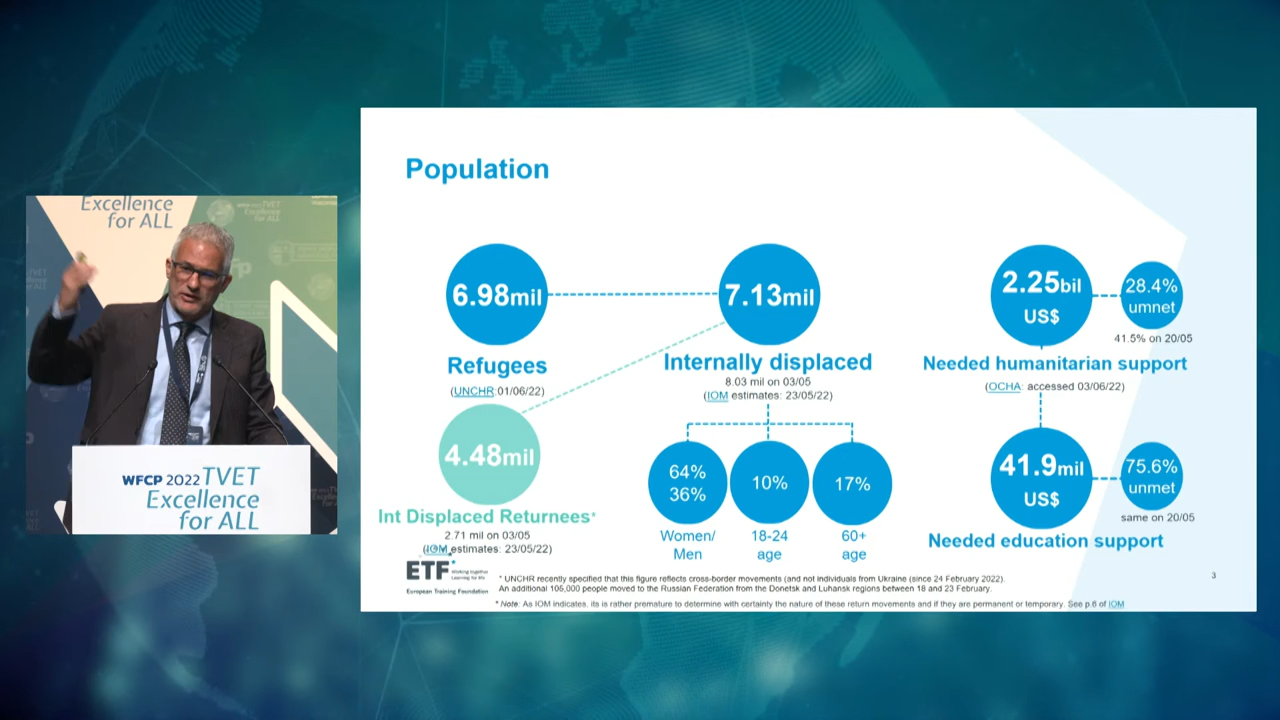 Excellence
for ALL
WFCP 2022 TVET
Excellence
for ALL
Population
6.98mil
Refugees
(UNCHR:01/06/22)
4.48mil
Int Displaced Returnees*
2.71 mil on 03/05
(IOM estimates: 23/05/22)
7.13mil
Internally displaced
8.03 mil on 03/05
(IOM estimates: 23/05/22)
64%
36%
Women/
Men
10%
18-24
age
17%
60+
age
2.25bil
US$
28.4%
umnet
41.5% on 20/05
Needed humanitarian support
(OCHA: accessed 03/06/22)
41.9mil
US$
75.6%
unmet
same on 20/05
Needed education support
ETF
Working together
Learning for life
European Training Foundation
* UNCHR recently specified that this figure reflects cross-border movements (and not individuals from Ukraine (since 24 February 2022).
An additional 105,000 people moved to the Russian Federation from the Donetsk and Luhansk regions between 18 and 23 February.
* Note: As IOM indicates, its is rather premature to determine with certainty the nature of these return movements and if they are permanent or temporary. See p.6 of IOM
3